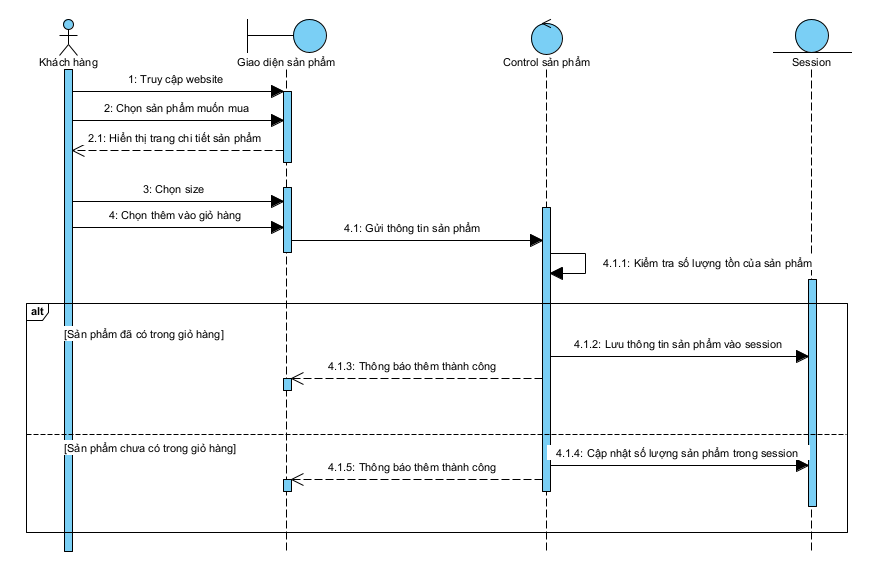 Khách hàng
Giao diện sản phẩm
Control sản phẩm
Session
1: Truy cập website
2: Chọn sản phẩm muốn mua
2.1: Hiển thị trang chi tiết sản phẩm
3: Chọn size
4: Chọn thêm vào giỏ hàng
4.1: Gửi thông tin sản phẩm
4.1.1: Kiểm tra số lượng tồn của sản phẩm
alt
[Sản phẩm đã có trong giỏ hàng]
4.1.2: Lưu thông tin sản phẩm vào session
4.1.3: Thông báo thêm thành công
[Sản phẩm chưa có trong giỏ hàng]
4.1.4: Cập nhật số lượng sản phẩm trong session
4.1.5: Thông báo thêm thành công